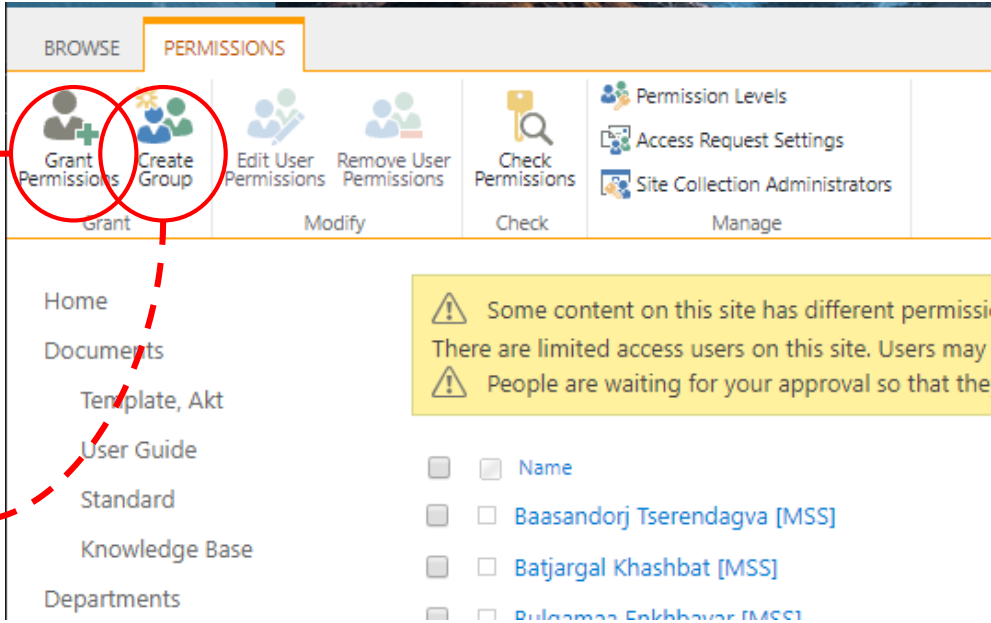 BROWSE PERMISSIONS
Grant Permissions
Create Group
Edit User Permissions
Remove User Permissions
Check Permissions
Permission Levels
Access Request Settings
Site Collection Administrators
Grant Modify Check Manage
Home
Documents
Template, Akt
User Guide
Standard
Knowledge Base
Departments
Some content on this site has different permissi
There are limited access users on this site. Users may
People are waiting for your approval so that the
Name
Baasandorj Tserendagva [MSS]
Batjargal Khashbat [MSS]
Bulgamaa Enkhbayar [MSS]